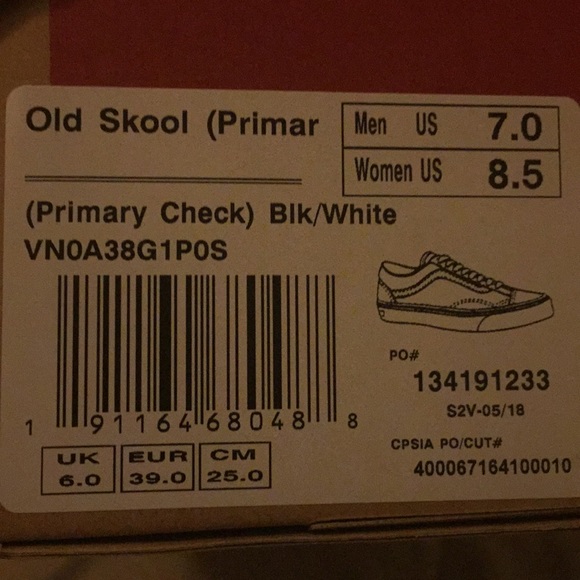 Old Skool (Primar
Men US 7.0
Women US 8.5
(Primary Check) Blk/White
VN0A38G1P0S
1 91164 68048 8
PO#
134191233
S2V-05/18
CPSIA PO/CUT#
400067164100010
UK EUR CM
6.0 39.0 25.0